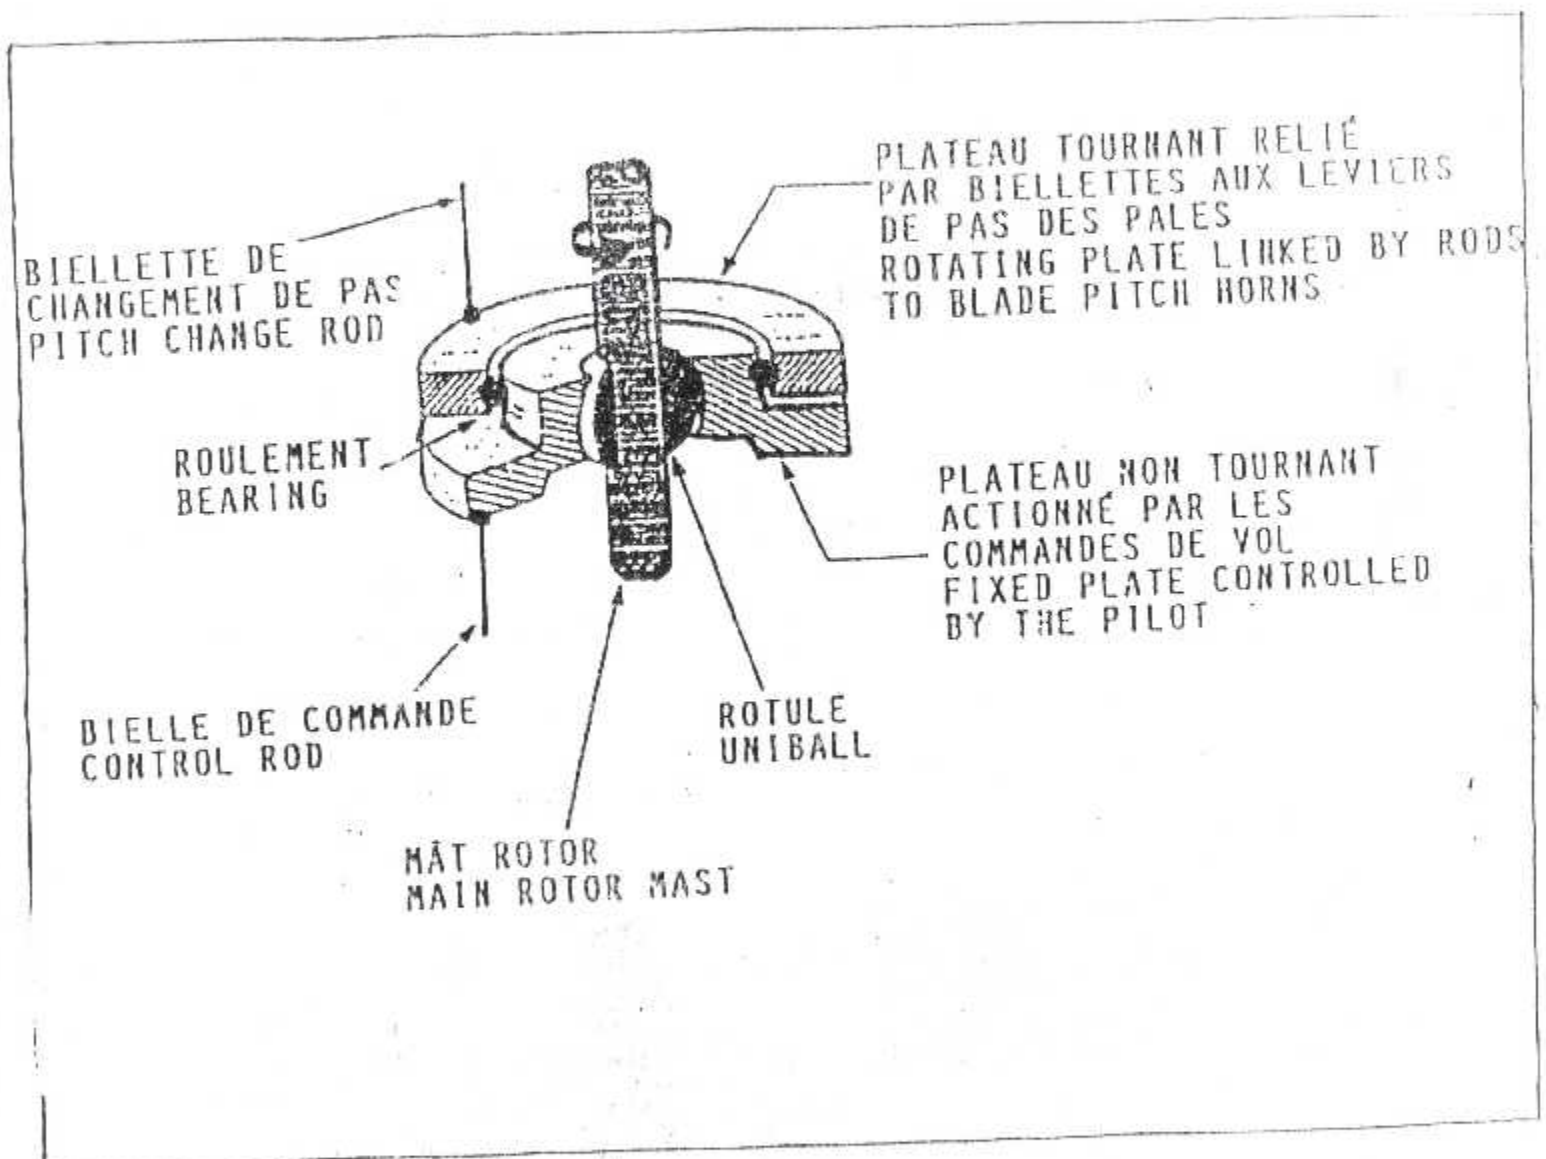 PLATEAU TOURNANT RELIÉ
PAR BIELLETTES AUX LEVIERS
DE PAS DES PALES
ROTATING PLATE LINKED BY RODS
TO BLADE PITCH HORNS
BIELLETTE DE
CHANGEMENT DE PAS
PITCH CHANGE ROD
ROULEMENT
BEARING
PLATEAU NON TOURNANT
ACTIONNÉ PAR LES
COMMANDES DE VOL
FIXED PLATE CONTROLLED
BY THE PILOT
BIELLE DE COMMANDE
CONTROL ROD
ROTULE
UNIBALL
MÂT ROTOR
MAIN ROTOR MAST